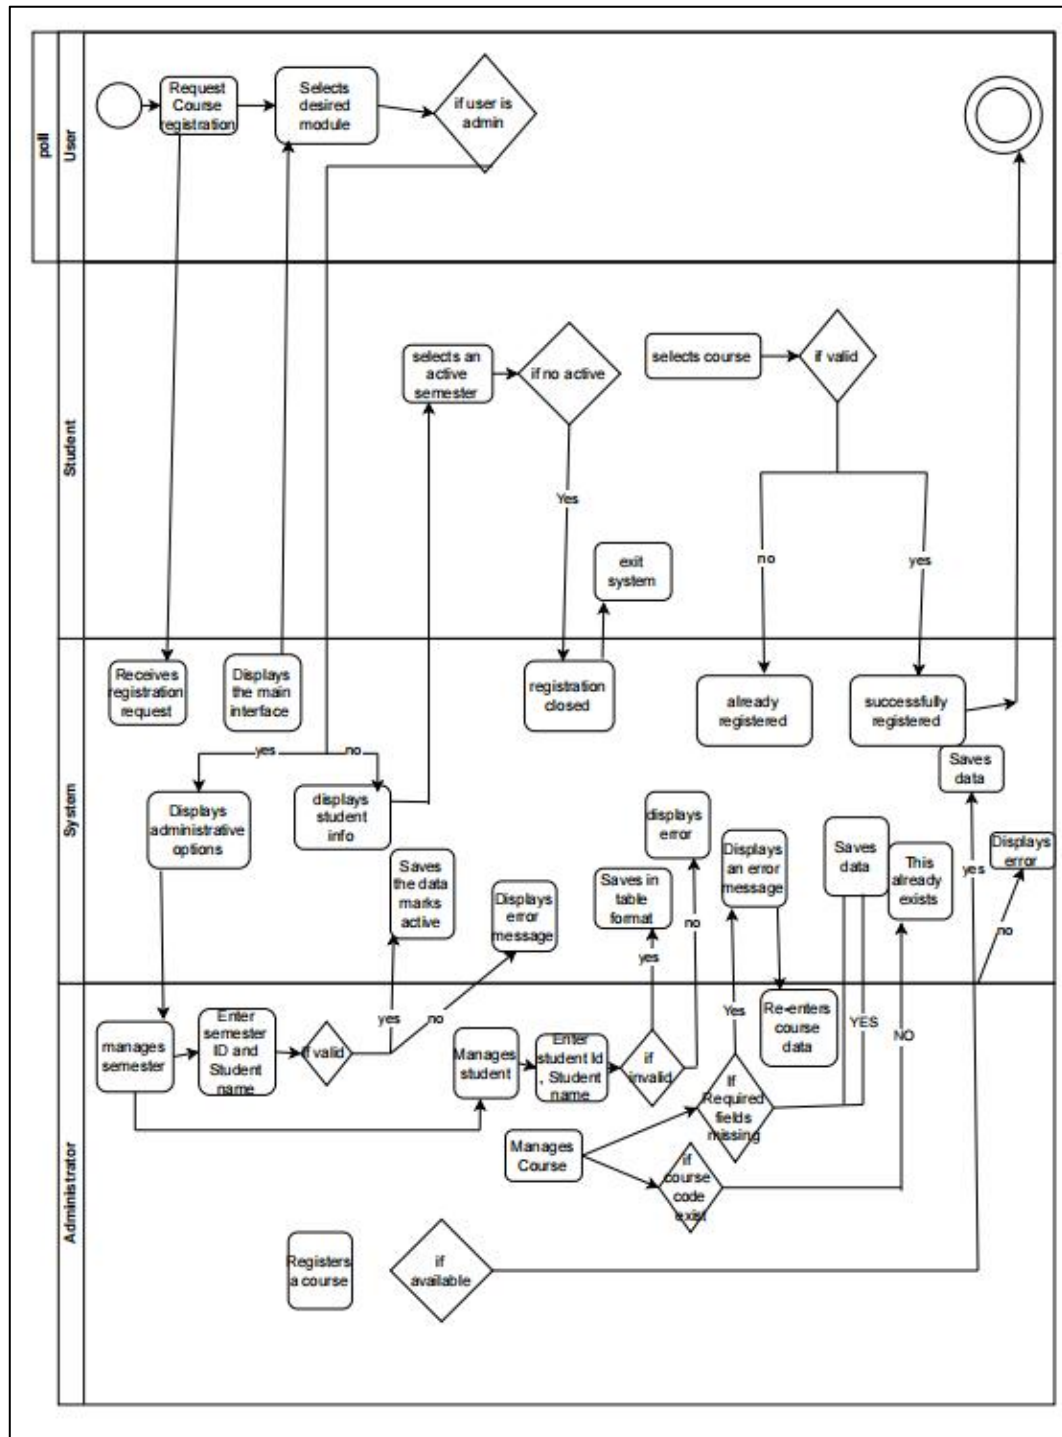 poll
User
Request
Course
registration
Selects
desired
module
if user is
admin
Student
selects an
active
semester
if no active
selects course
if valid
Yes
no
yes
exit
system
System
Receives
registration
request
Displays
the main
interface
registration
closed
already
registered
successfully
registered
yes
no
Saves
data
Displays
administrative
options
displays
student
info
displays
error
Displays
an error
message
Saves
data
This
already
exists
yes
Displays
error
Saves
the data
marks
active
Displays
error
message
Saves in
table
format
no
no
yes
Administrator
manages
semester
Enter
semester
ID and
Student
name
if valid
yes
no
Manages
student
Enter
student Id
, Student
name
if
invalid
Yes
Re-enters
course
data
YES
NO
If
Required
fields
missing
Manages
Course
if
course
code
exist
Registers
a course
if
available